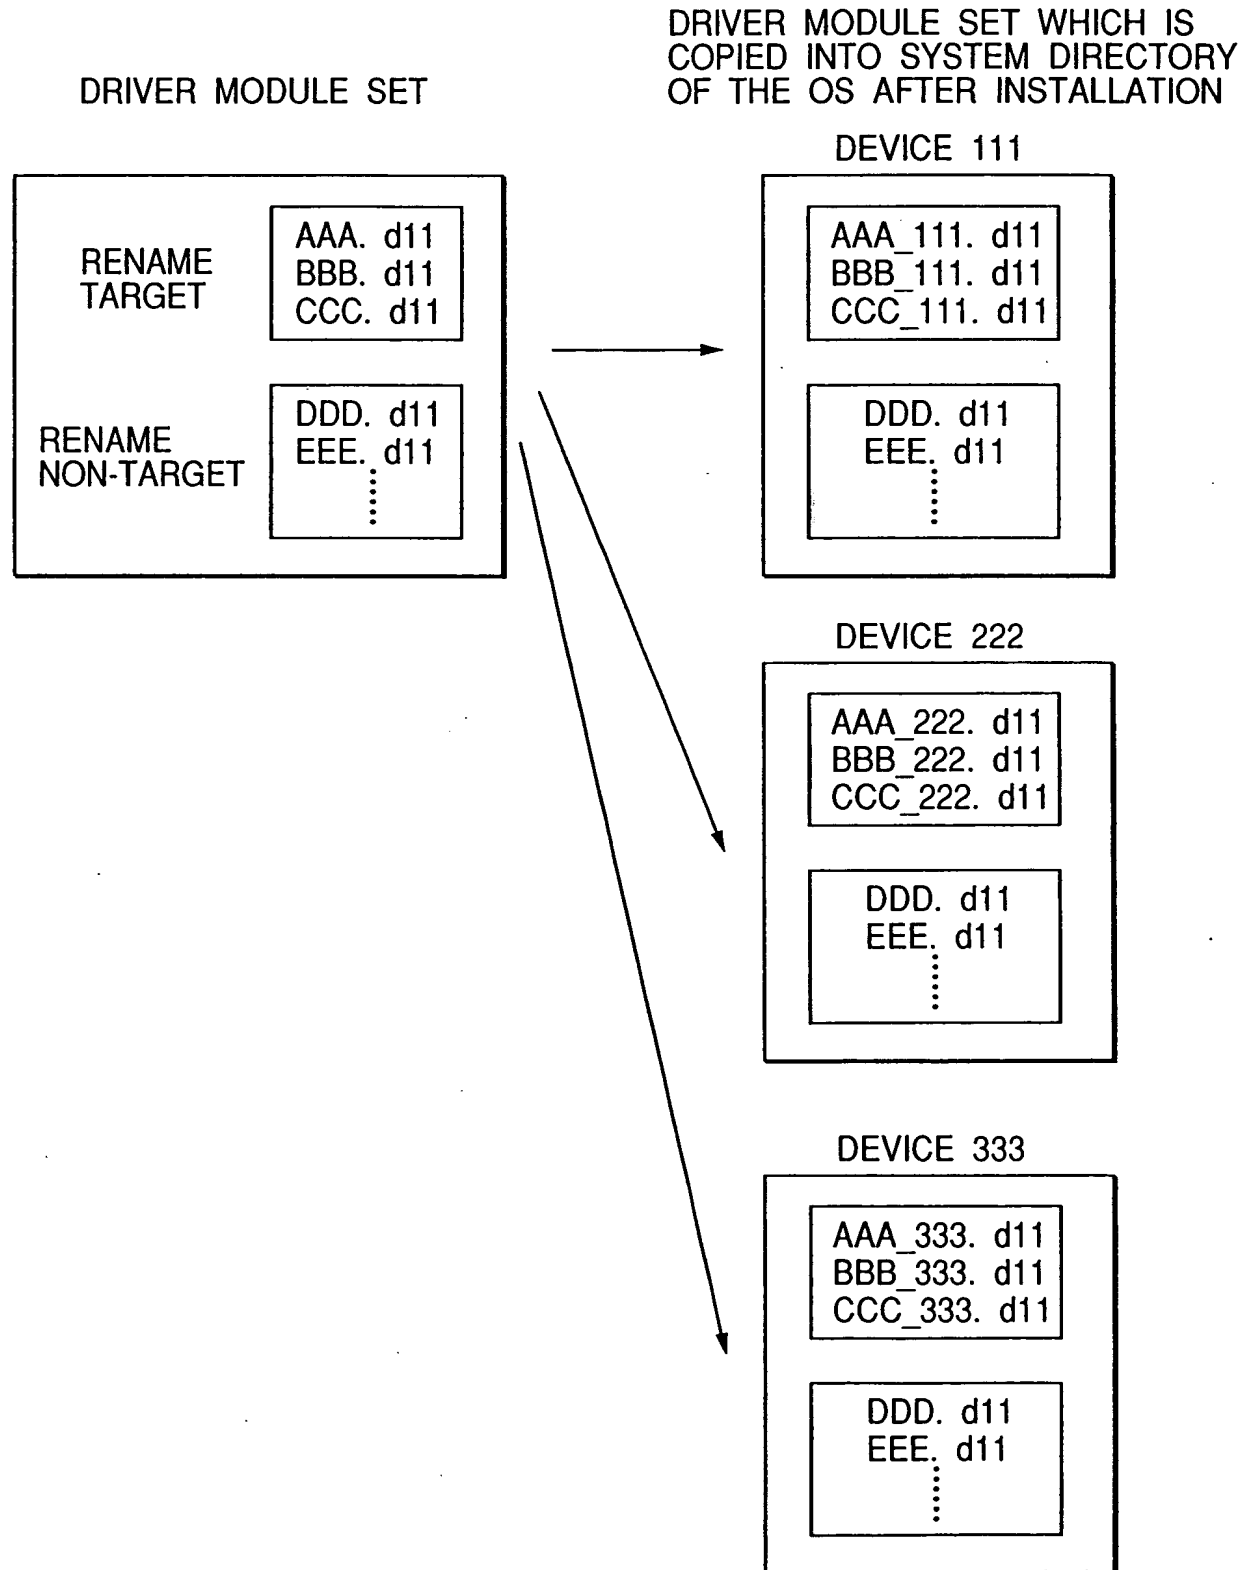 DRIVER MODULE SET
DRIVER MODULE SET WHICH IS
COPIED INTO SYSTEM DIRECTORY
OF THE OS AFTER INSTALLATION
RENAME
TARGET
AAA. d11
BBB. d11
CCC. d11
RENAME
NON-TARGET
DDD. d11
EEE. d11
DEVICE 111
AAA_111. d11
BBB_111. d11
CCC_111. d11
DDD. d11
EEE. d11
DEVICE 222
AAA_222. d11
BBB_222. d11
CCC_222. d11
DDD. d11
EEE. d11
DEVICE 333
AAA_333. d11
BBB_333. d11
CCC_333. d11
DDD. d11
EEE. d11